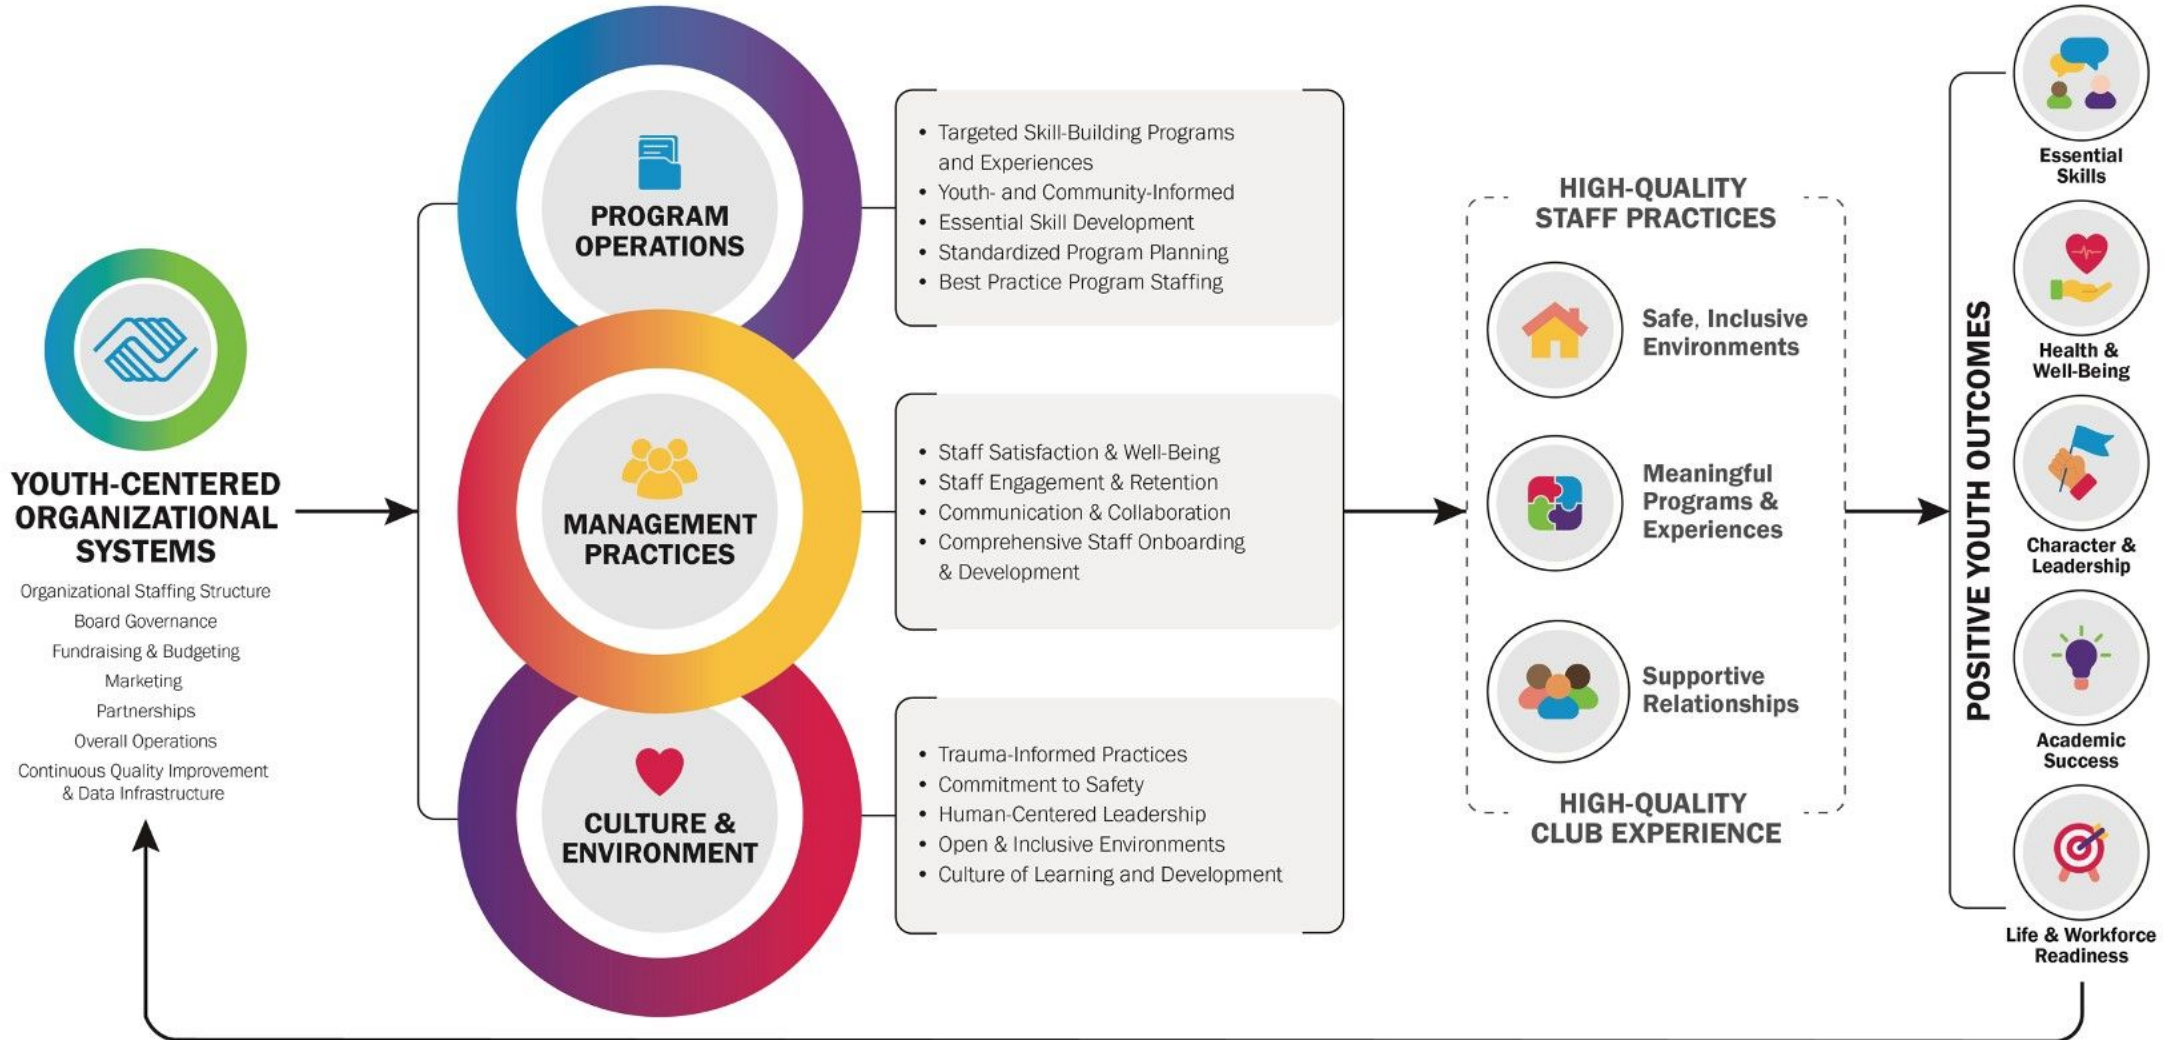 YOUTH-CENTERED
ORGANIZATIONAL
SYSTEMS
Organizational Staffing Structure
Board Governance
Fundraising & Budgeting
Marketing
Partnerships
Overall Operations
Continuous Quality Improvement
& Data Infrastructure
PROGRAM
OPERATIONS
• Targeted Skill-Building Programs
and Experiences
• Youth- and Community-Informed
• Essential Skill Development
• Standardized Program Planning
• Best Practice Program Staffing
MANAGEMENT
PRACTICES
• Staff Satisfaction & Well-Being
• Staff Engagement & Retention
• Communication & Collaboration
• Comprehensive Staff Onboarding
& Development
CULTURE &
ENVIRONMENT
• Trauma-Informed Practices
• Commitment to Safety
• Human-Centered Leadership
• Open & Inclusive Environments
• Culture of Learning and Development
HIGH-QUALITY
STAFF PRACTICES
Safe, Inclusive
Environments
Meaningful
Programs &
Experiences
Supportive
Relationships
HIGH-QUALITY
CLUB EXPERIENCE
POSITIVE YOUTH OUTCOMES
Essential
Skills
Health &
Well-Being
Character &
Leadership
Academic
Success
Life & Workforce
Readiness